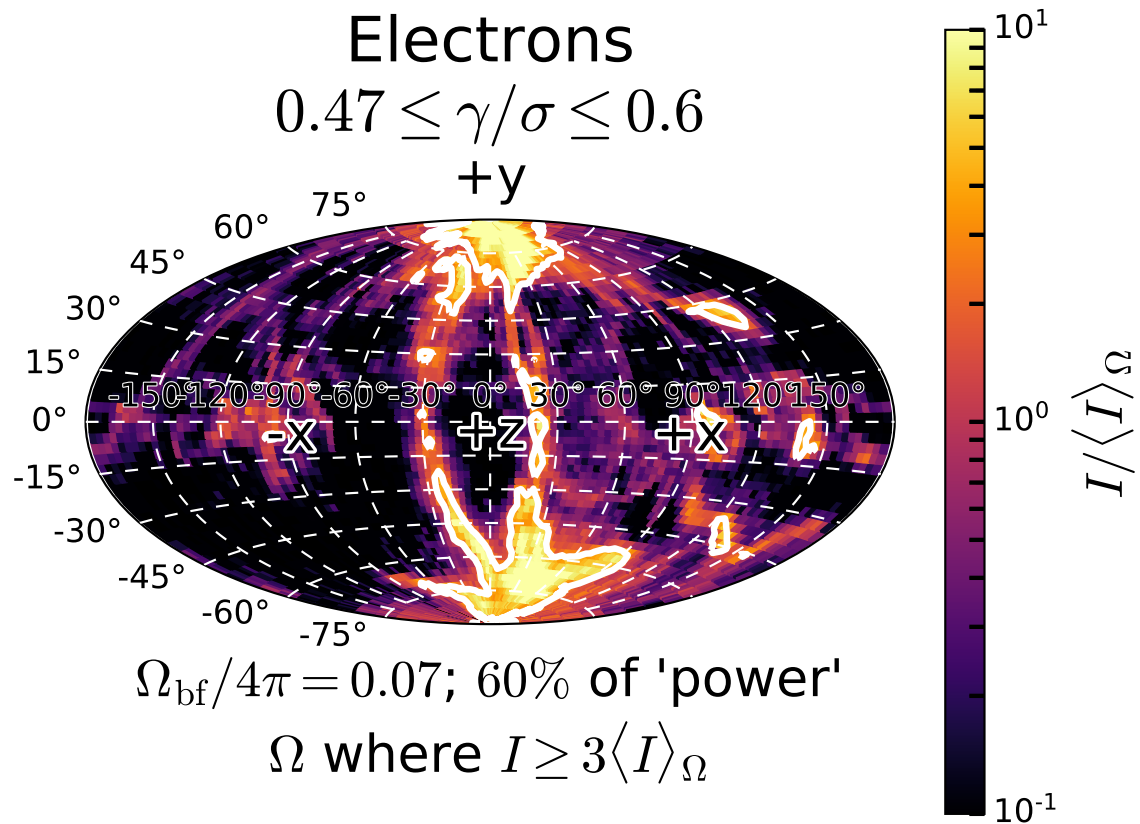 Electrons
0.47 ≤ γ/σ ≤ 0.6
+y
75°
60°
45°
30°
15°
0°
-15°
-30°
-45°
-60°
-75°
-150° -120° -90° -60° -30° 0° 30° 60° 90° 120° 150°
-x +z +x
Ω_bf/4π = 0.07; 60% of 'power'
Ω where I ≥ 3⟨I⟩_Ω
10^1
10^0
10^-1
I/⟨I⟩_Ω